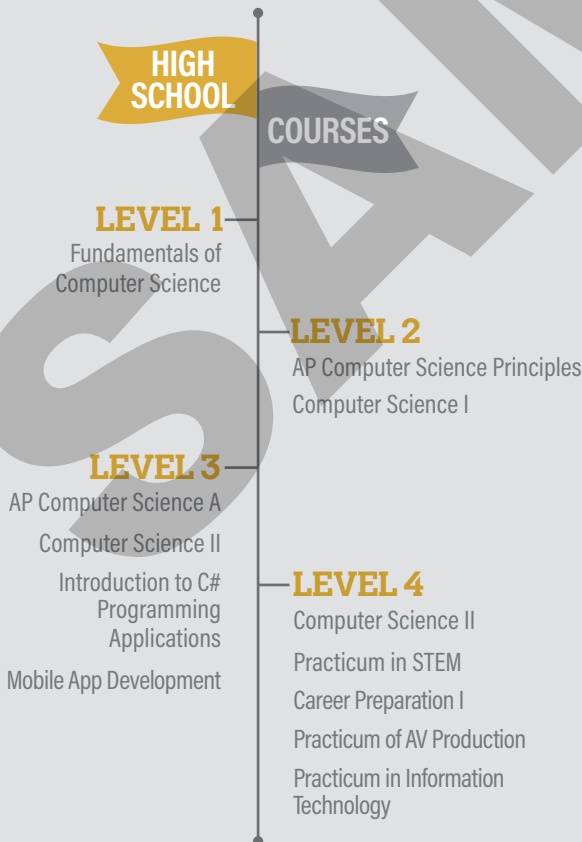 HIGH
SCHOOL
COURSES
LEVEL 1
Fundamentals of
Computer Science
LEVEL 2
AP Computer Science Principles
Computer Science I
LEVEL 3
AP Computer Science A
Computer Science II
Introduction to C#
Programming
Applications
Mobile App Development
LEVEL 4
Computer Science II
Practicum in STEM
Career Preparation I
Practicum of AV Production
Practicum in Information
Technology